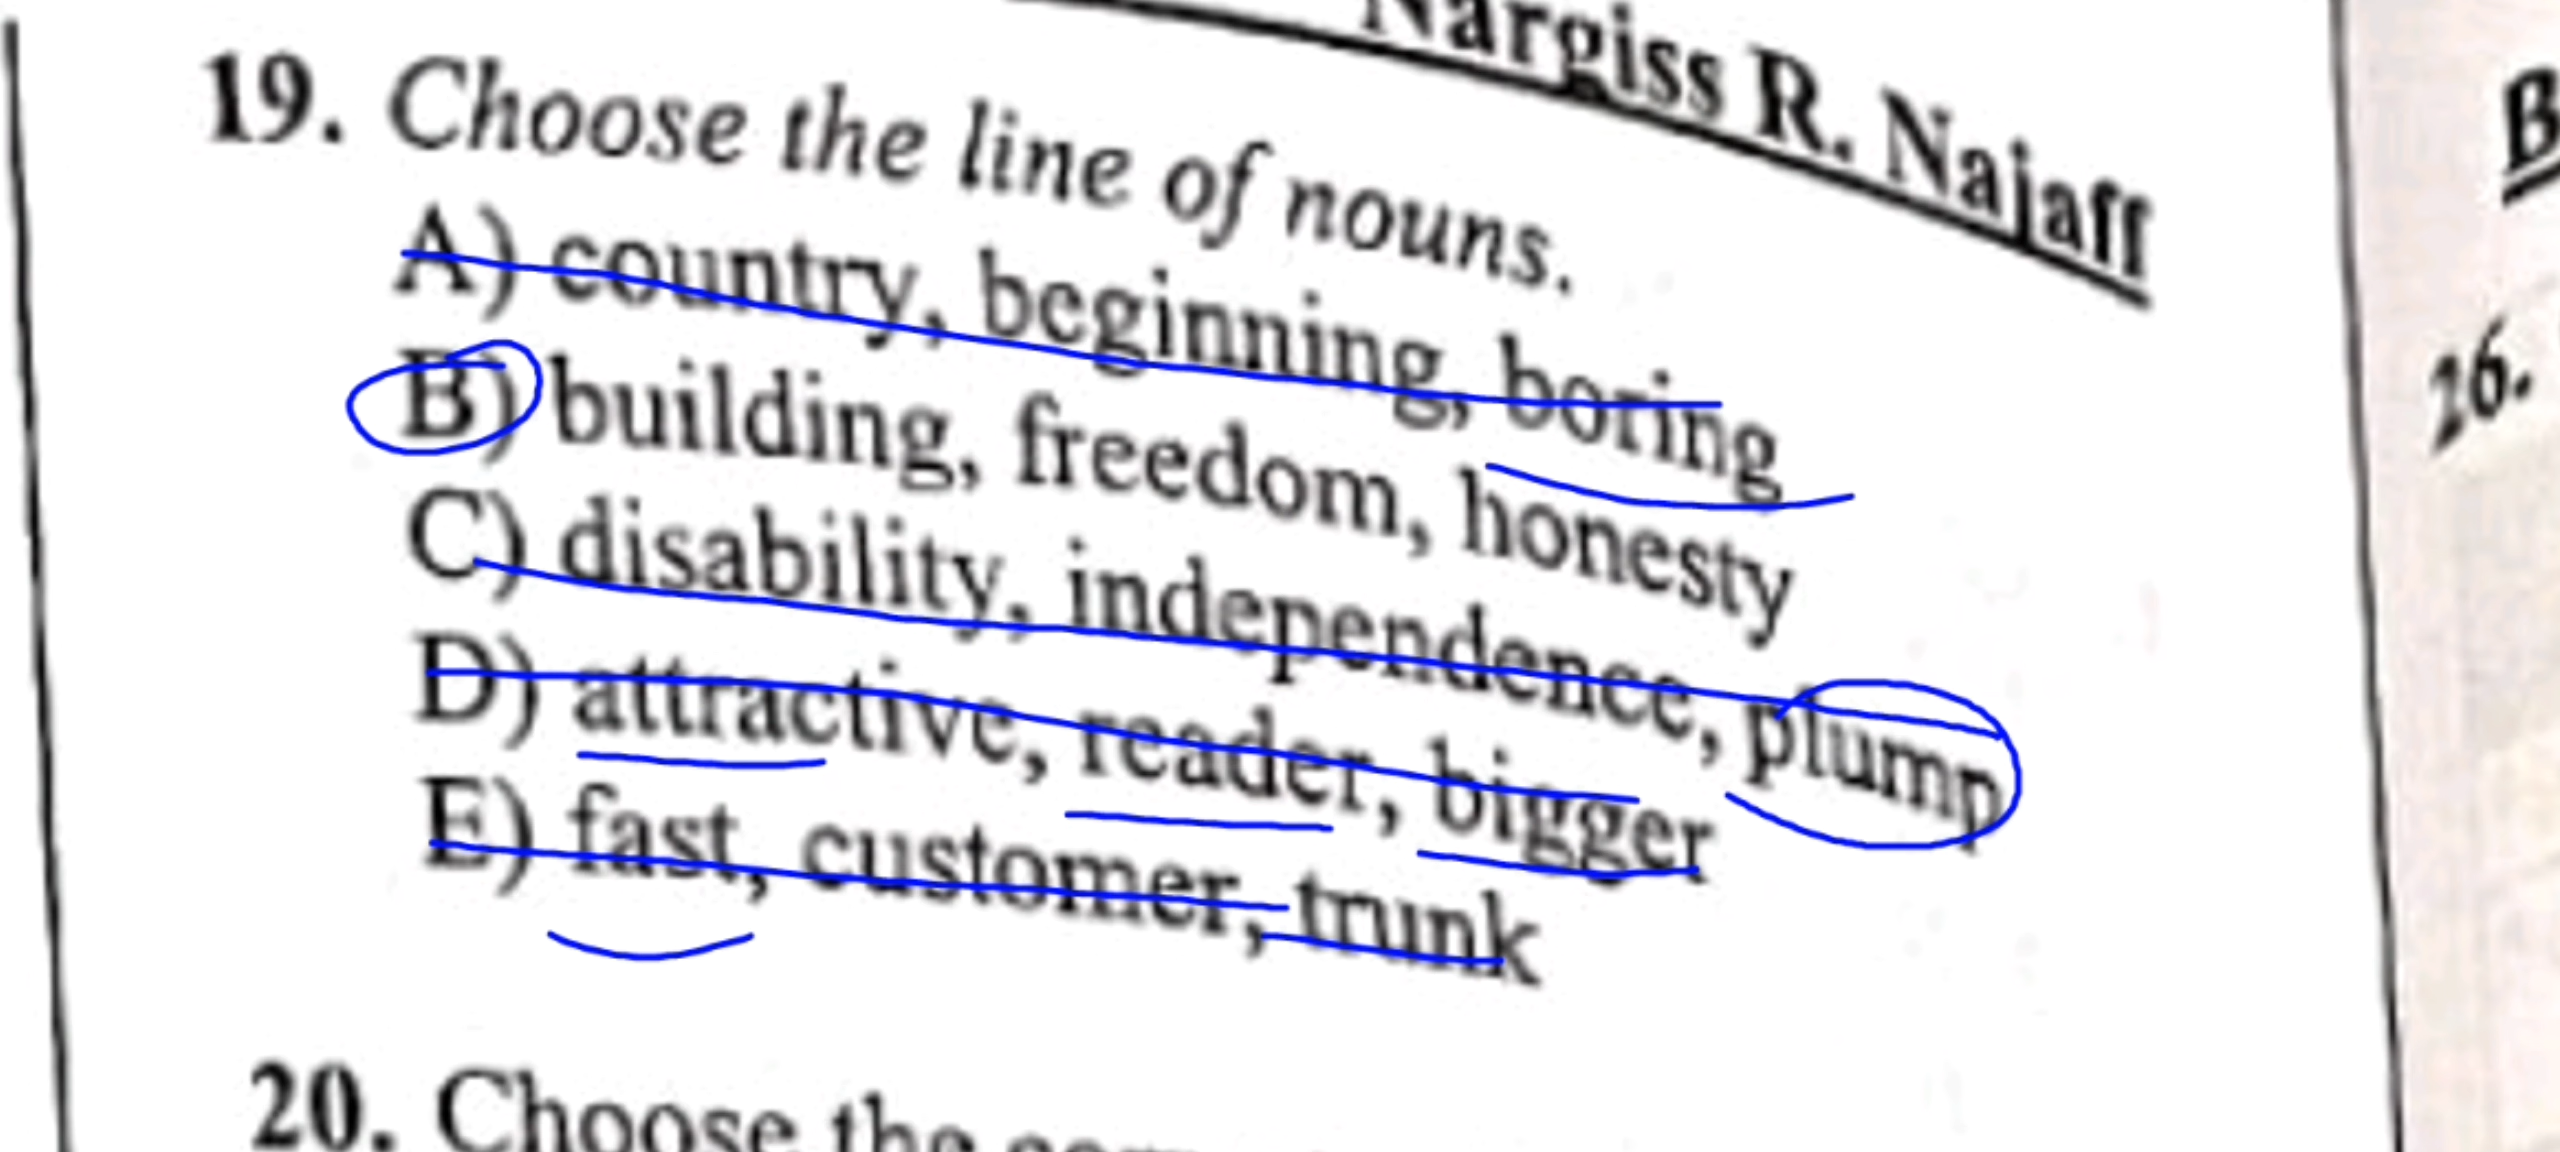 Nargiss R. Najaff
19. Choose the line of nouns.
A) country, beginning, boring
B) building, freedom, honesty
C) disability, independence, plump
D) attractive, reader, bigger
E) fast, customer, trunk
20. Choose the
B
26.